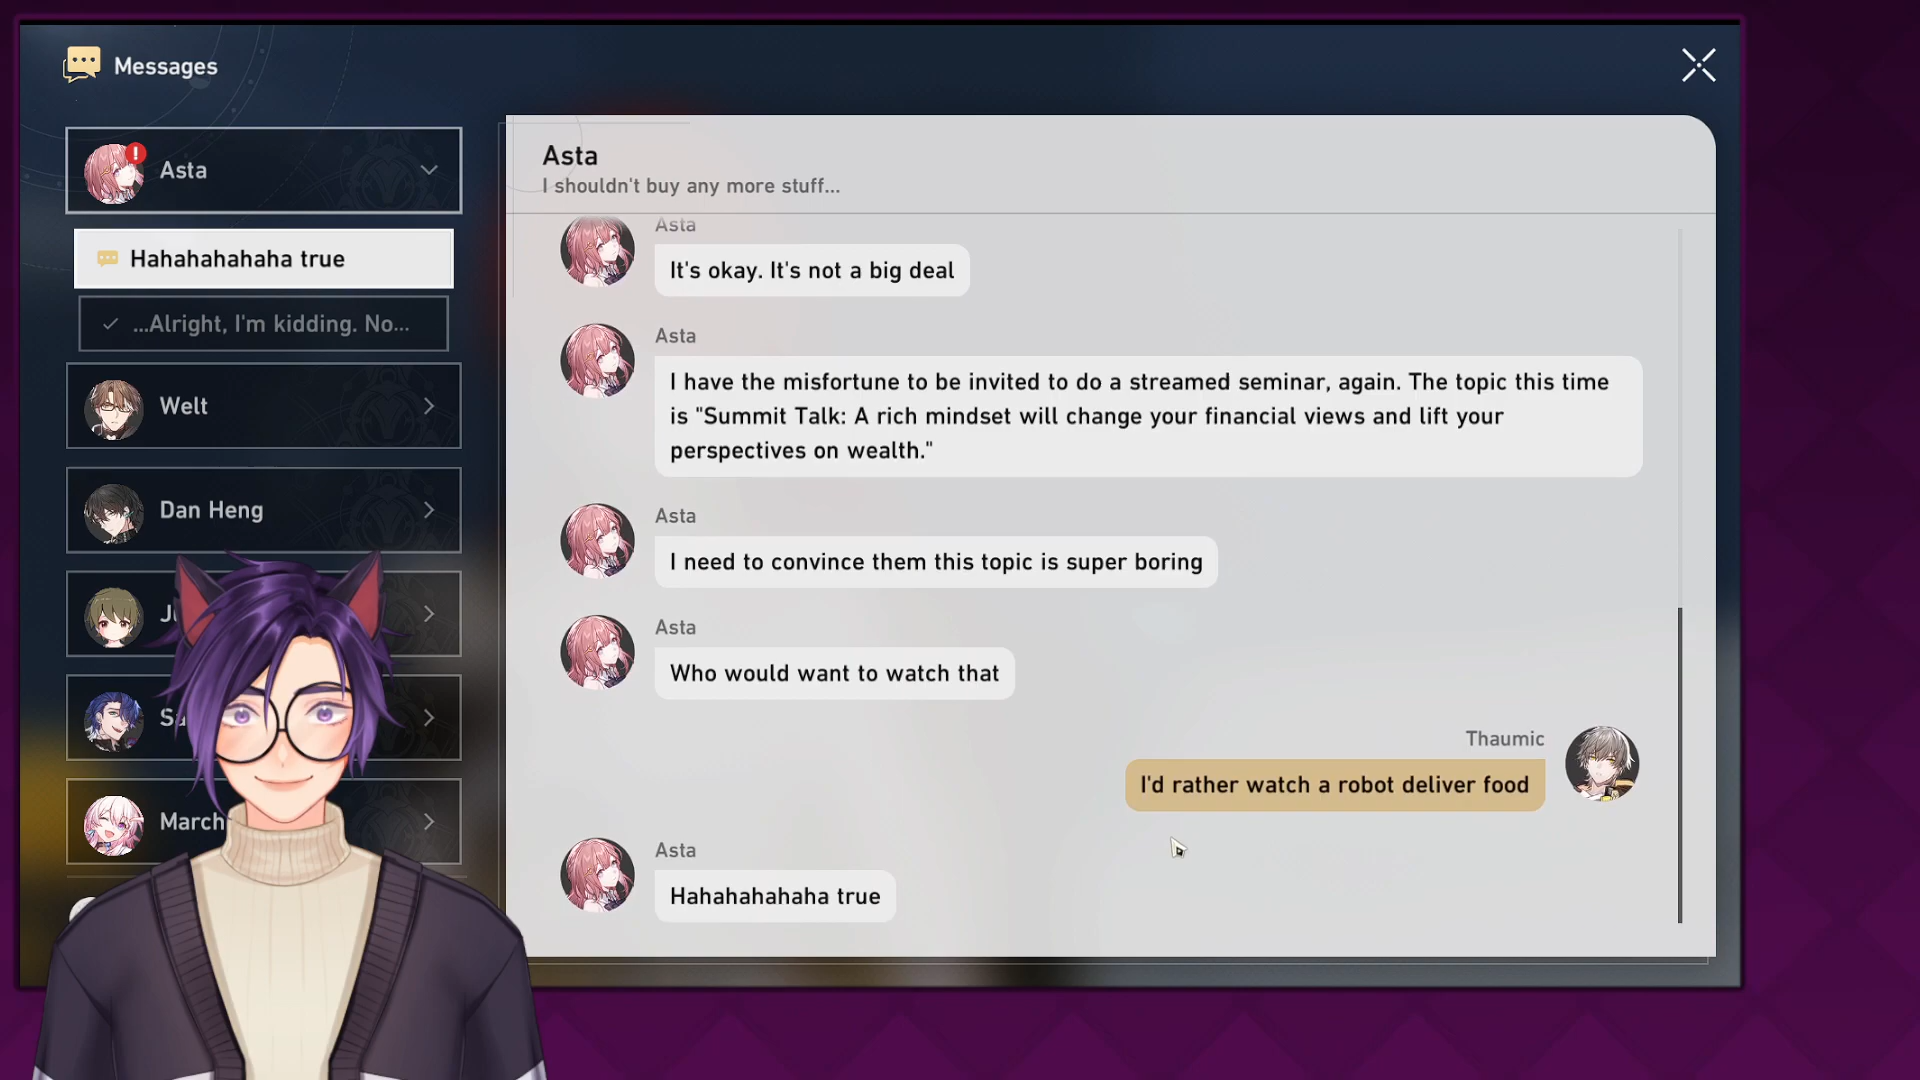 Messages
Asta
Hahahahahaha true
...Alright, I'm kidding. No...
Welt
Dan Heng
March
Asta
I shouldn't buy any more stuff...
Asta
It's okay. It's not a big deal
Asta
I have the misfortune to be invited to do a streamed seminar, again. The topic this time
is "Summit Talk: A rich mindset will change your financial views and lift your
perspectives on wealth."
Asta
I need to convince them this topic is super boring
Asta
Who would want to watch that
Thaumic
I'd rather watch a robot deliver food
Asta
Hahahahahaha true